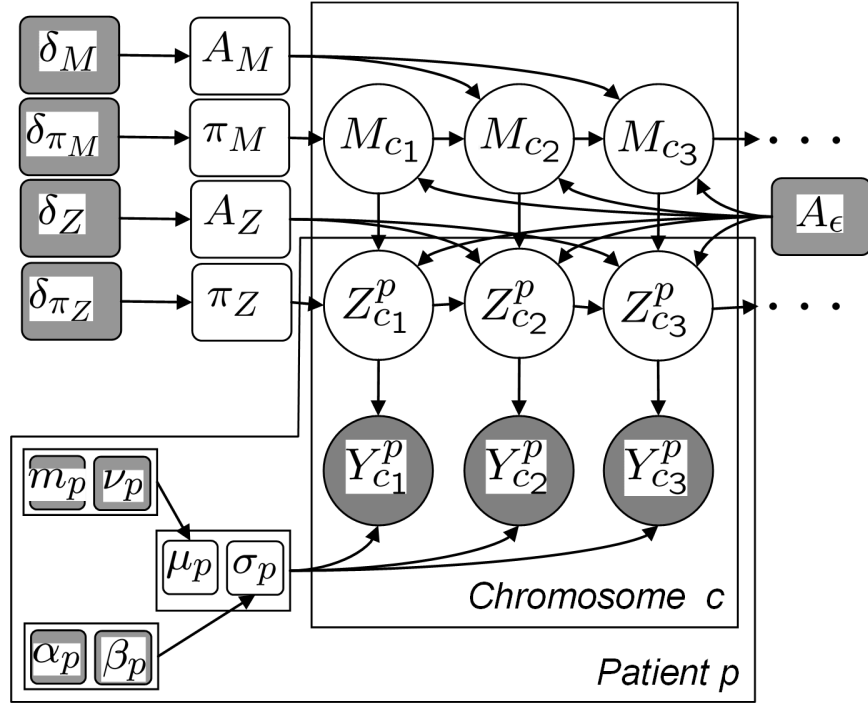 δ_M A_M
δ_{π_M} π_M M_{c_1} M_{c_2} M_{c_3} · · ·
δ_Z A_Z A_ϵ
δ_{π_Z} π_Z Z^p_{c_1} Z^p_{c_2} Z^p_{c_3} · · ·
m_p ν_p Y^p_{c_1} Y^p_{c_2} Y^p_{c_3}
μ_p σ_p
Chromosome c
α_p β_p
Patient p